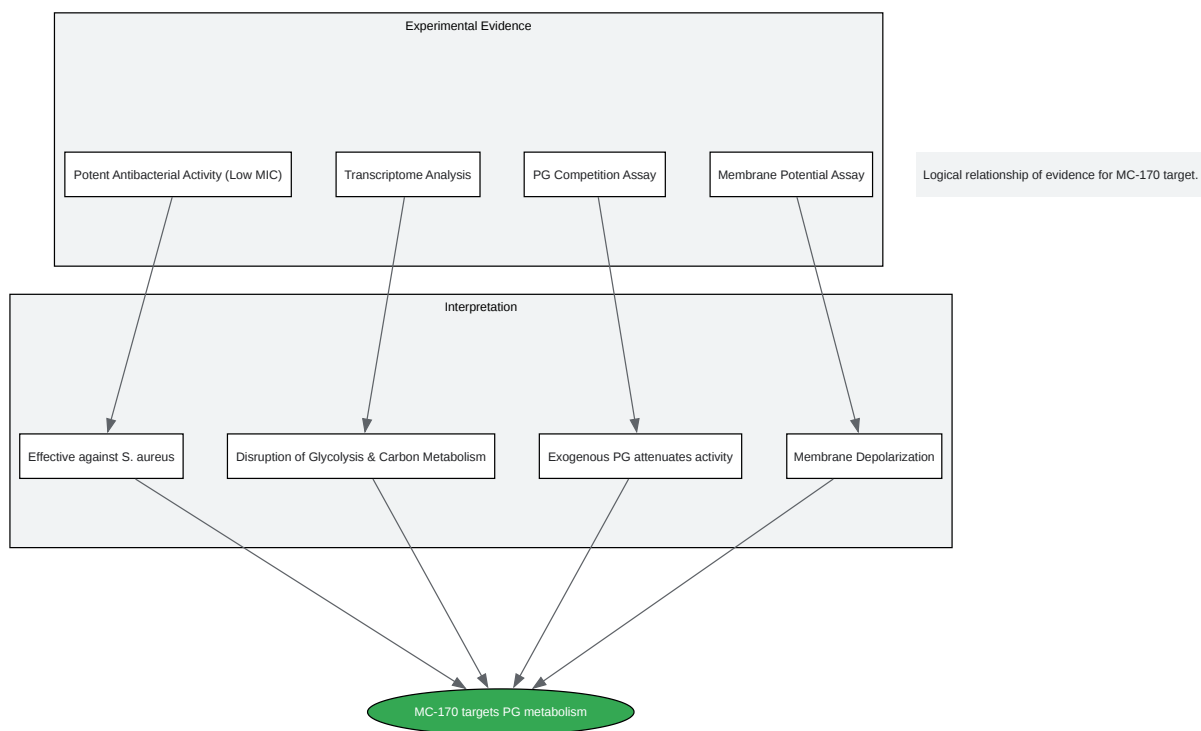 Experimental Evidence
Potent Antibacterial Activity (Low MIC)
Transcriptome Analysis
PG Competition Assay
Membrane Potential Assay
Logical relationship of evidence for MC-170 target.
Interpretation
Effective against S. aureus
Disruption of Glycolysis & Carbon Metabolism
Exogenous PG attenuates activity
Membrane Depolarization
MC-170 targets PG metabolism